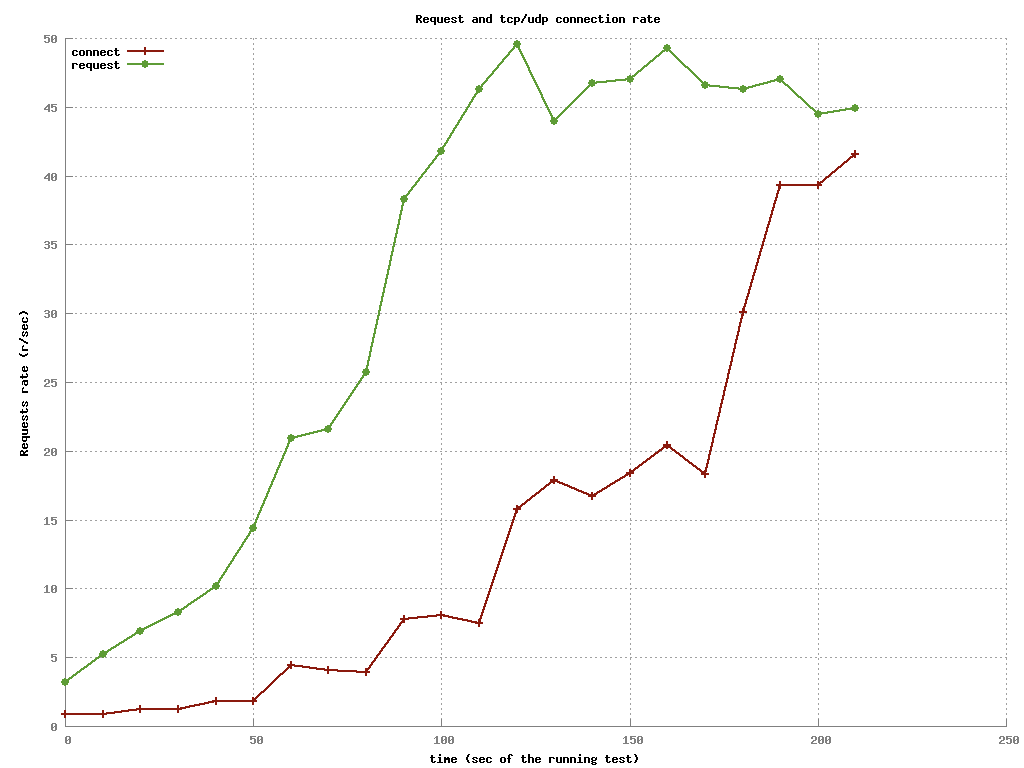 Request and tcp/udp connection rate
connect
request
50
45
40
35
30
25
20
15
10
5
0
Requests rate (r/sec)
0 50 100 150 200 250
time (sec of the running test)